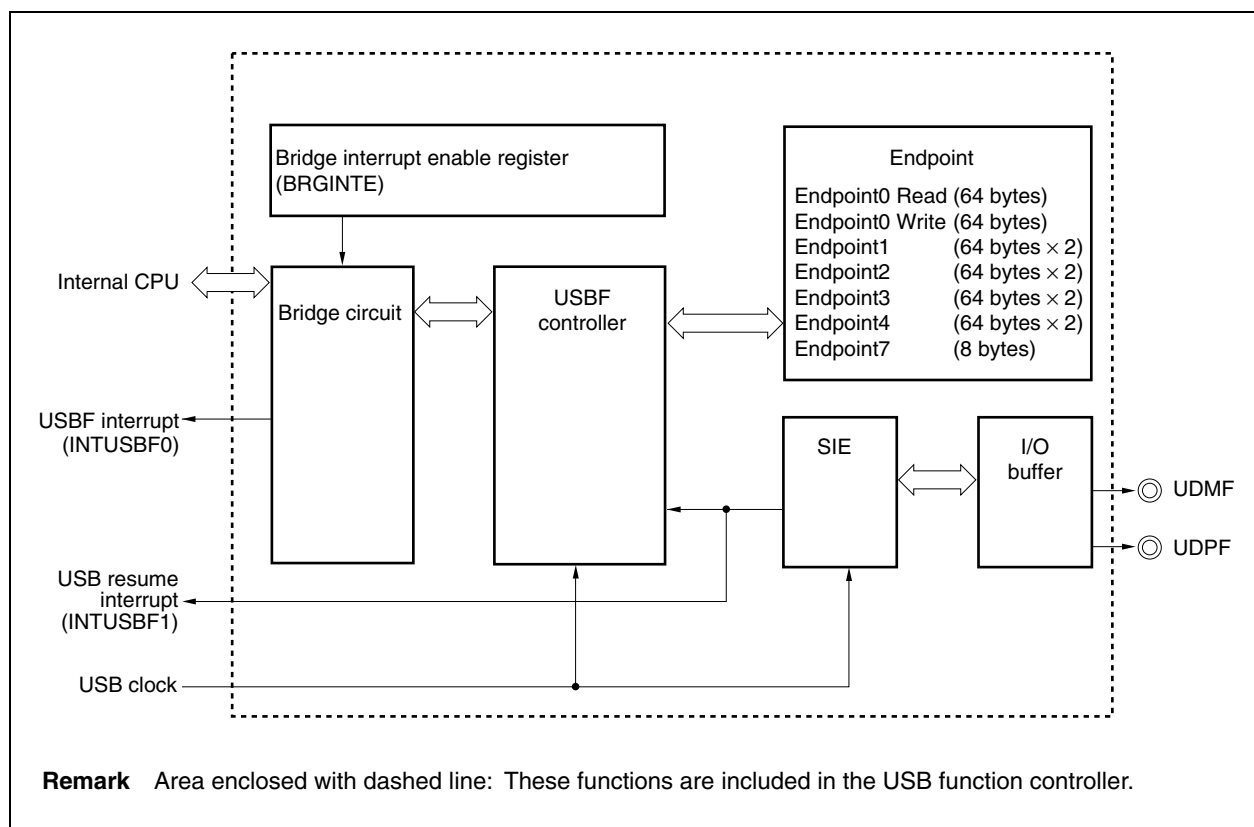 Bridge interrupt enable register
(BRGINTE)
Endpoint
Endpoint0 Read (64 bytes)
Endpoint0 Write (64 bytes)
Endpoint1 (64 bytes × 2)
Endpoint2 (64 bytes × 2)
Endpoint3 (64 bytes × 2)
Endpoint4 (64 bytes × 2)
Endpoint7 (8 bytes)
Internal CPU
Bridge circuit
USBF
controller
USBF interrupt
(INTUSBF0)
SIE
I/O
buffer
UDMF
UDPF
USB resume
interrupt
(INTUSBF1)
USB clock
Remark Area enclosed with dashed line: These functions are included in the USB function controller.